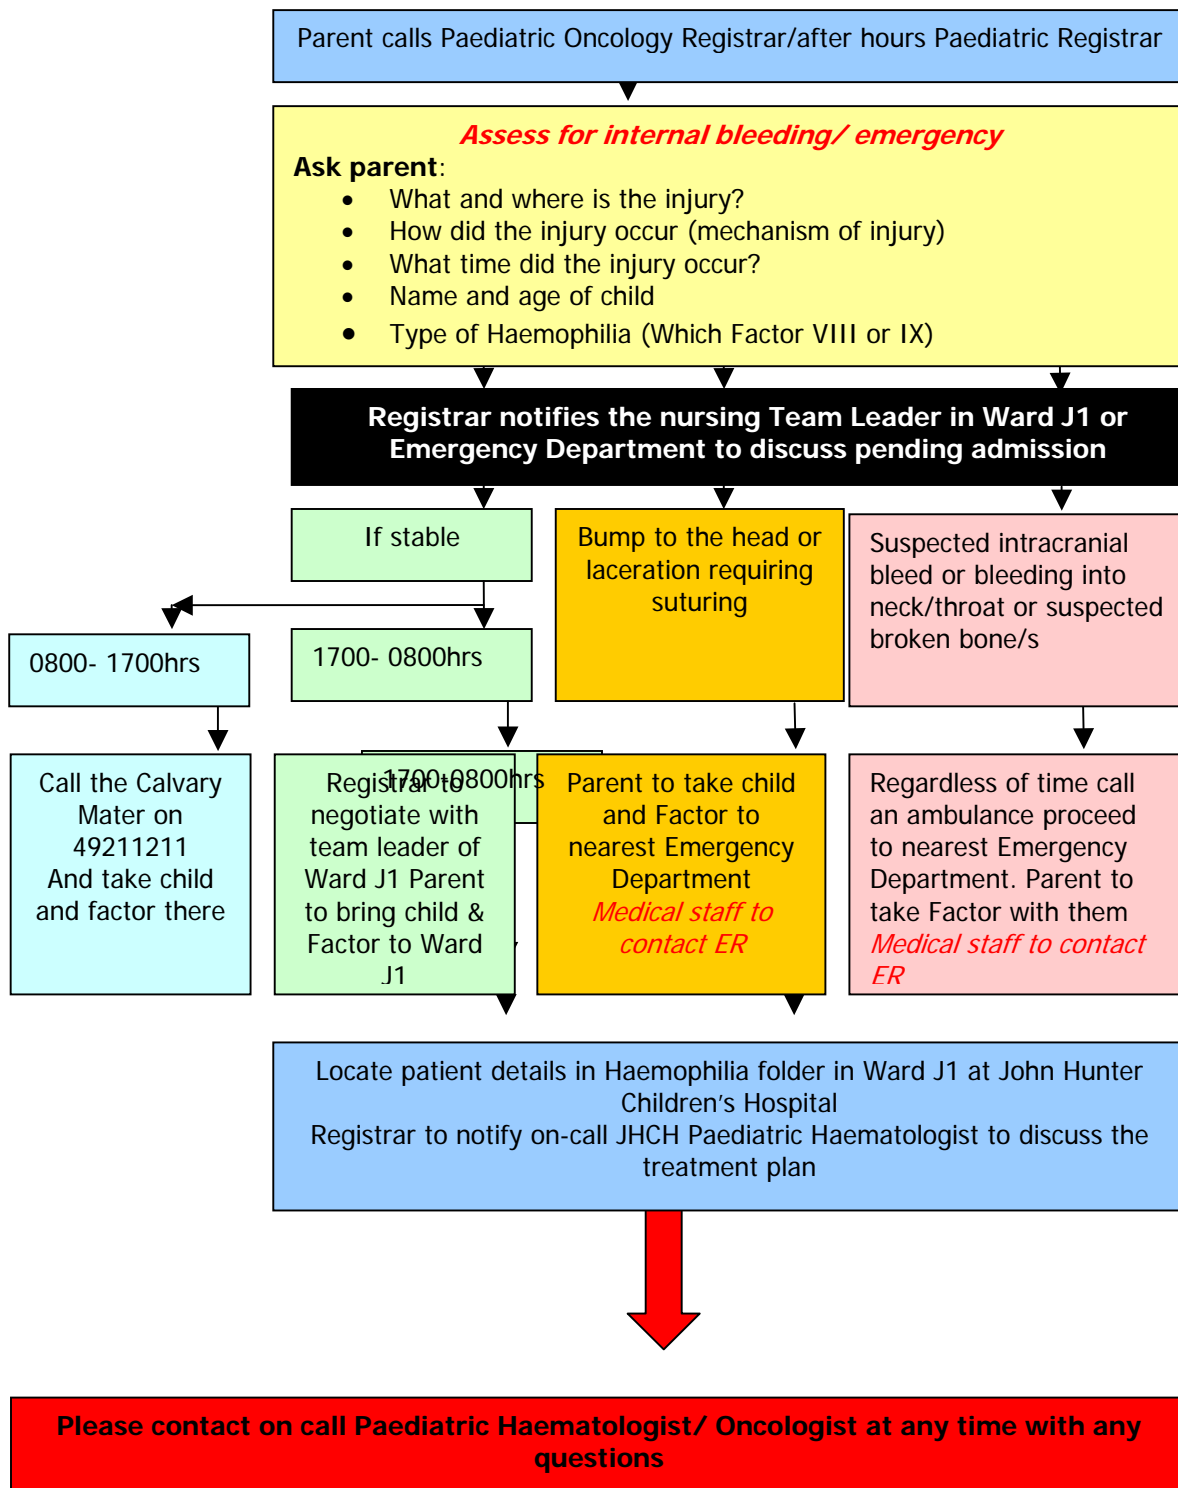 Parent calls Paediatric Oncology Registrar/after hours Paediatric Registrar
Assess for internal bleeding/ emergency
Ask parent:
• What and where is the injury?
• How did the injury occur (mechanism of injury)
• What time did the injury occur?
• Name and age of child
• Type of Haemophilia (Which Factor VIII or IX)
Registrar notifies the nursing Team Leader in Ward J1 or
Emergency Department to discuss pending admission
If stable
Bump to the head or
laceration requiring
suturing
Suspected intracranial
bleed or bleeding into
neck/throat or suspected
broken bone/s
0800- 1700hrs
1700- 0800hrs
Call the Calvary
Mater on
49211211
And take child
and factor there
1700-0800hrs
Registrar to
negotiate with
team leader of
Ward J1 Parent
to bring child &
Factor to Ward
J1
Parent to take child
and Factor to
nearest Emergency
Department
Medical staff to
contact ER
Regardless of time call
an ambulance proceed
to nearest Emergency
Department. Parent to
take Factor with them
Medical staff to contact
ER
Locate patient details in Haemophilia folder in Ward J1 at John Hunter
Children's Hospital
Registrar to notify on-call JHCH Paediatric Haematologist to discuss the
treatment plan
Please contact on call Paediatric Haematologist/ Oncologist at any time with any
questions